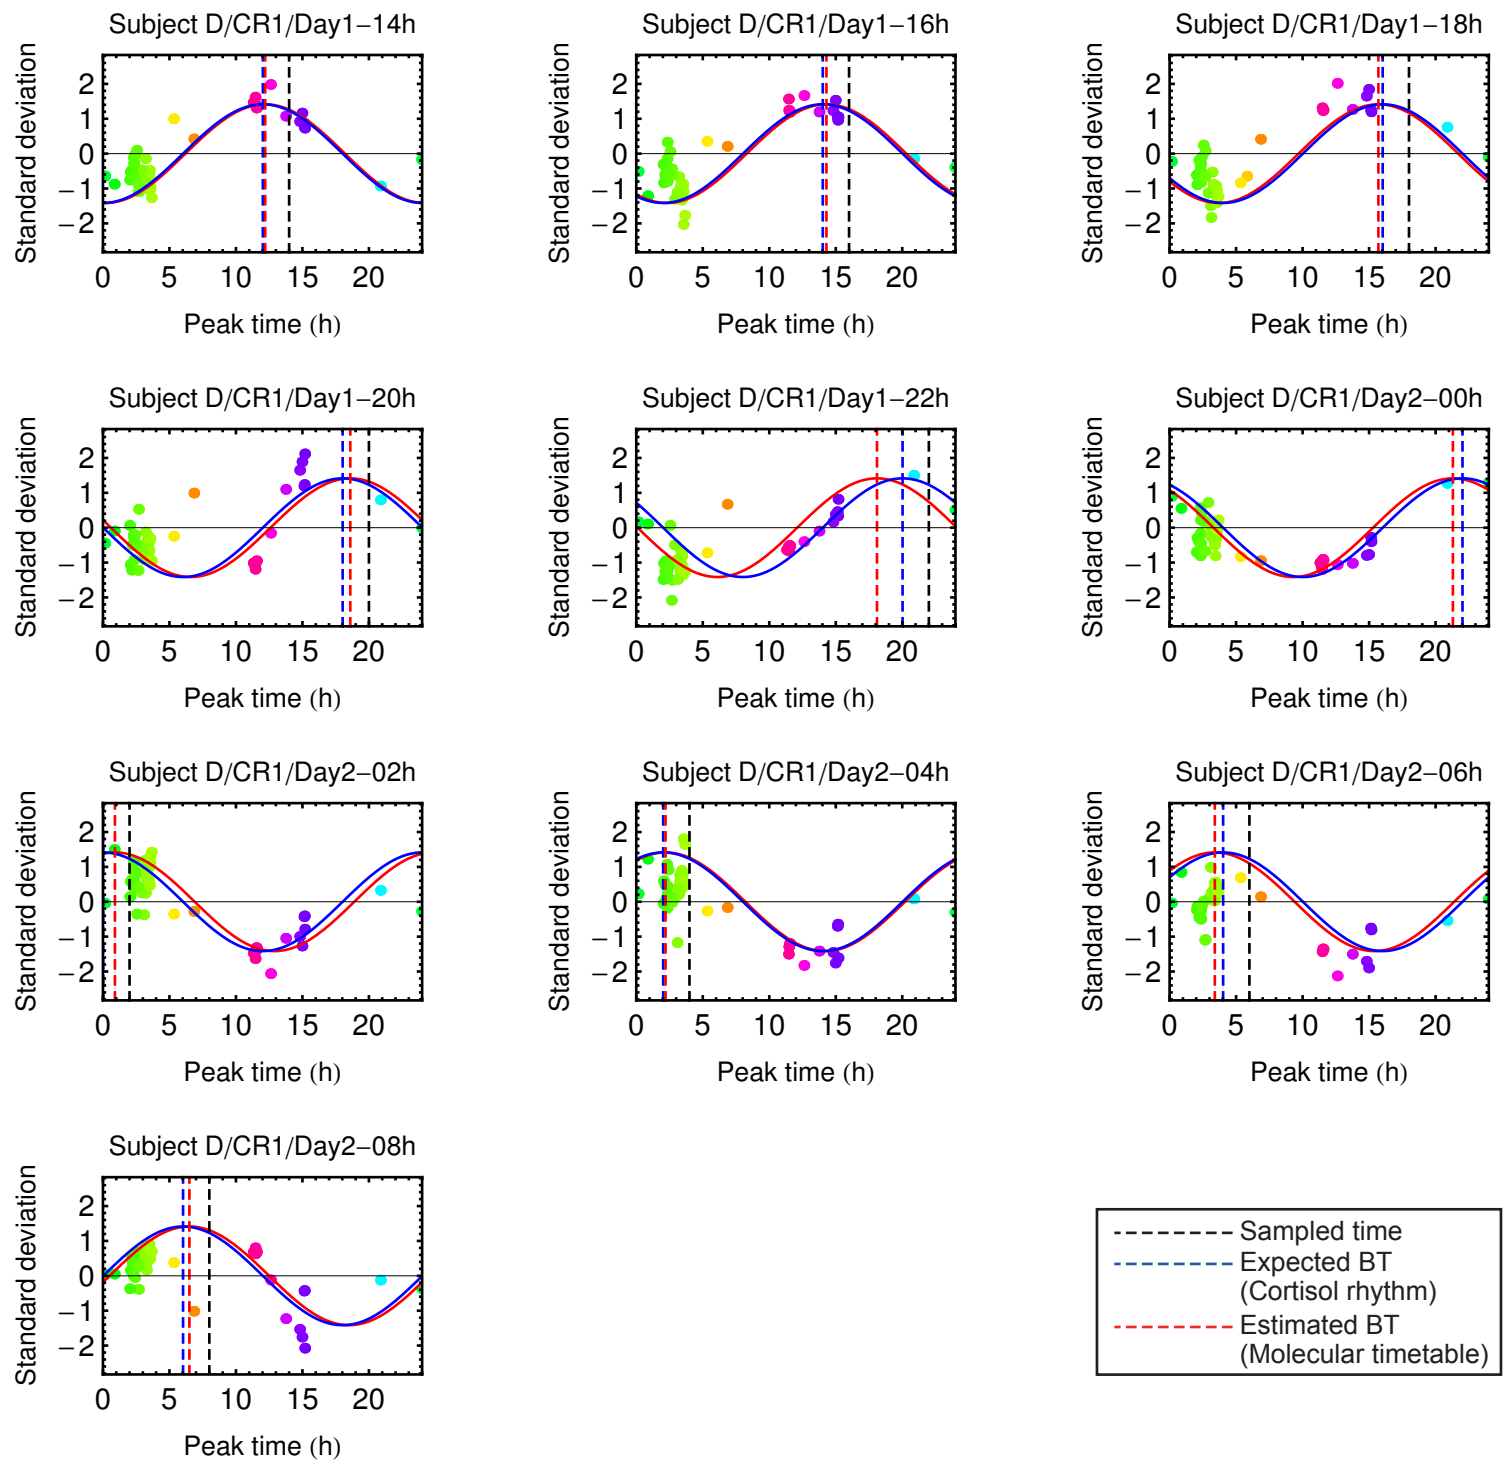 Subject D/CR1/Day1−14h
Subject D/CR1/Day1−16h
Subject D/CR1/Day1−18h
Standard deviation
2
1
0
−1
−2
0 5 10 15 20
Peak time (h)
Standard deviation
2
1
0
−1
−2
0 5 10 15 20
Peak time (h)
Standard deviation
2
1
0
−1
−2
0 5 10 15 20
Peak time (h)
Subject D/CR1/Day1−20h
Subject D/CR1/Day1−22h
Subject D/CR1/Day2−00h
Standard deviation
2
1
0
−1
−2
0 5 10 15 20
Peak time (h)
Standard deviation
2
1
0
−1
−2
0 5 10 15 20
Peak time (h)
Standard deviation
2
1
0
−1
−2
0 5 10 15 20
Peak time (h)
Subject D/CR1/Day2−02h
Subject D/CR1/Day2−04h
Subject D/CR1/Day2−06h
Standard deviation
2
1
0
−1
−2
0 5 10 15 20
Peak time (h)
Standard deviation
2
1
0
−1
−2
0 5 10 15 20
Peak time (h)
Standard deviation
2
1
0
−1
−2
0 5 10 15 20
Peak time (h)
Subject D/CR1/Day2−08h
Standard deviation
2
1
0
−1
−2
0 5 10 15 20
Peak time (h)
Sampled time
Expected BT
(Cortisol rhythm)
Estimated BT
(Molecular timetable)